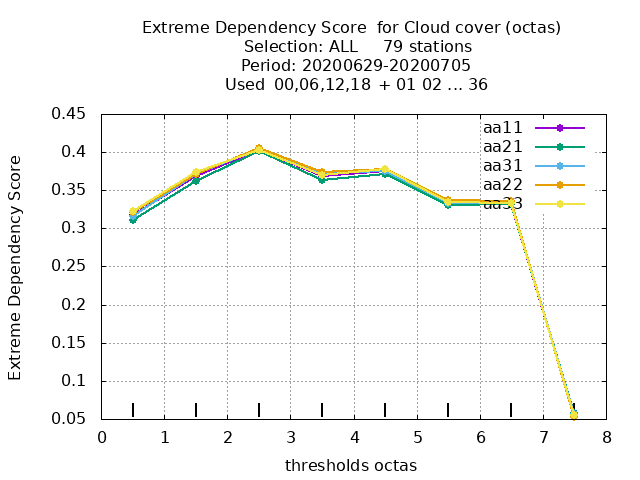 Extreme Dependency Score  for Cloud cover (octas)
Selection: ALL     79 stations
Period: 20200629-20200705
Used  00,06,12,18 + 01 02 ... 36
Extreme Dependency Score
0.45
0.4
0.35
0.3
0.25
0.2
0.15
0.1
0.05
aa11
aa21
aa31
aa22
aa33
0 1 2 3 4 5 6 7 8
thresholds octas